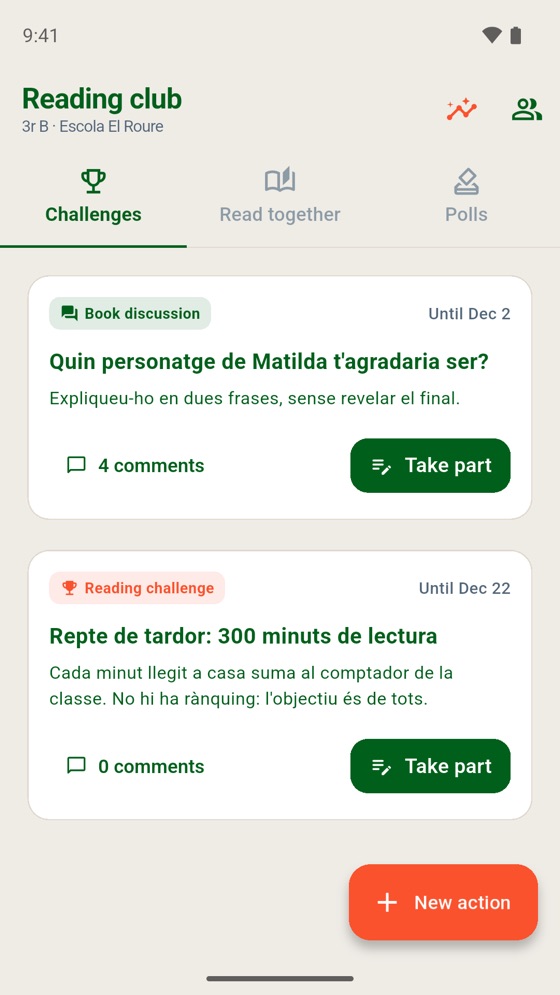 9:41
Reading club
3r B · Escola El Roure
Challenges
Read together
Polls
Book discussion
Until Dec 2
Quin personatge de Matilda t'agradaria ser?
Expliqueu-ho en dues frases, sense revelar el final.
4 comments
Take part
Reading challenge
Until Dec 22
Repte de tardor: 300 minuts de lectura
Cada minut llegit a casa suma al comptador de la
classe. No hi ha rànquing: l'objectiu és de tots.
0 comments
Take part
New action